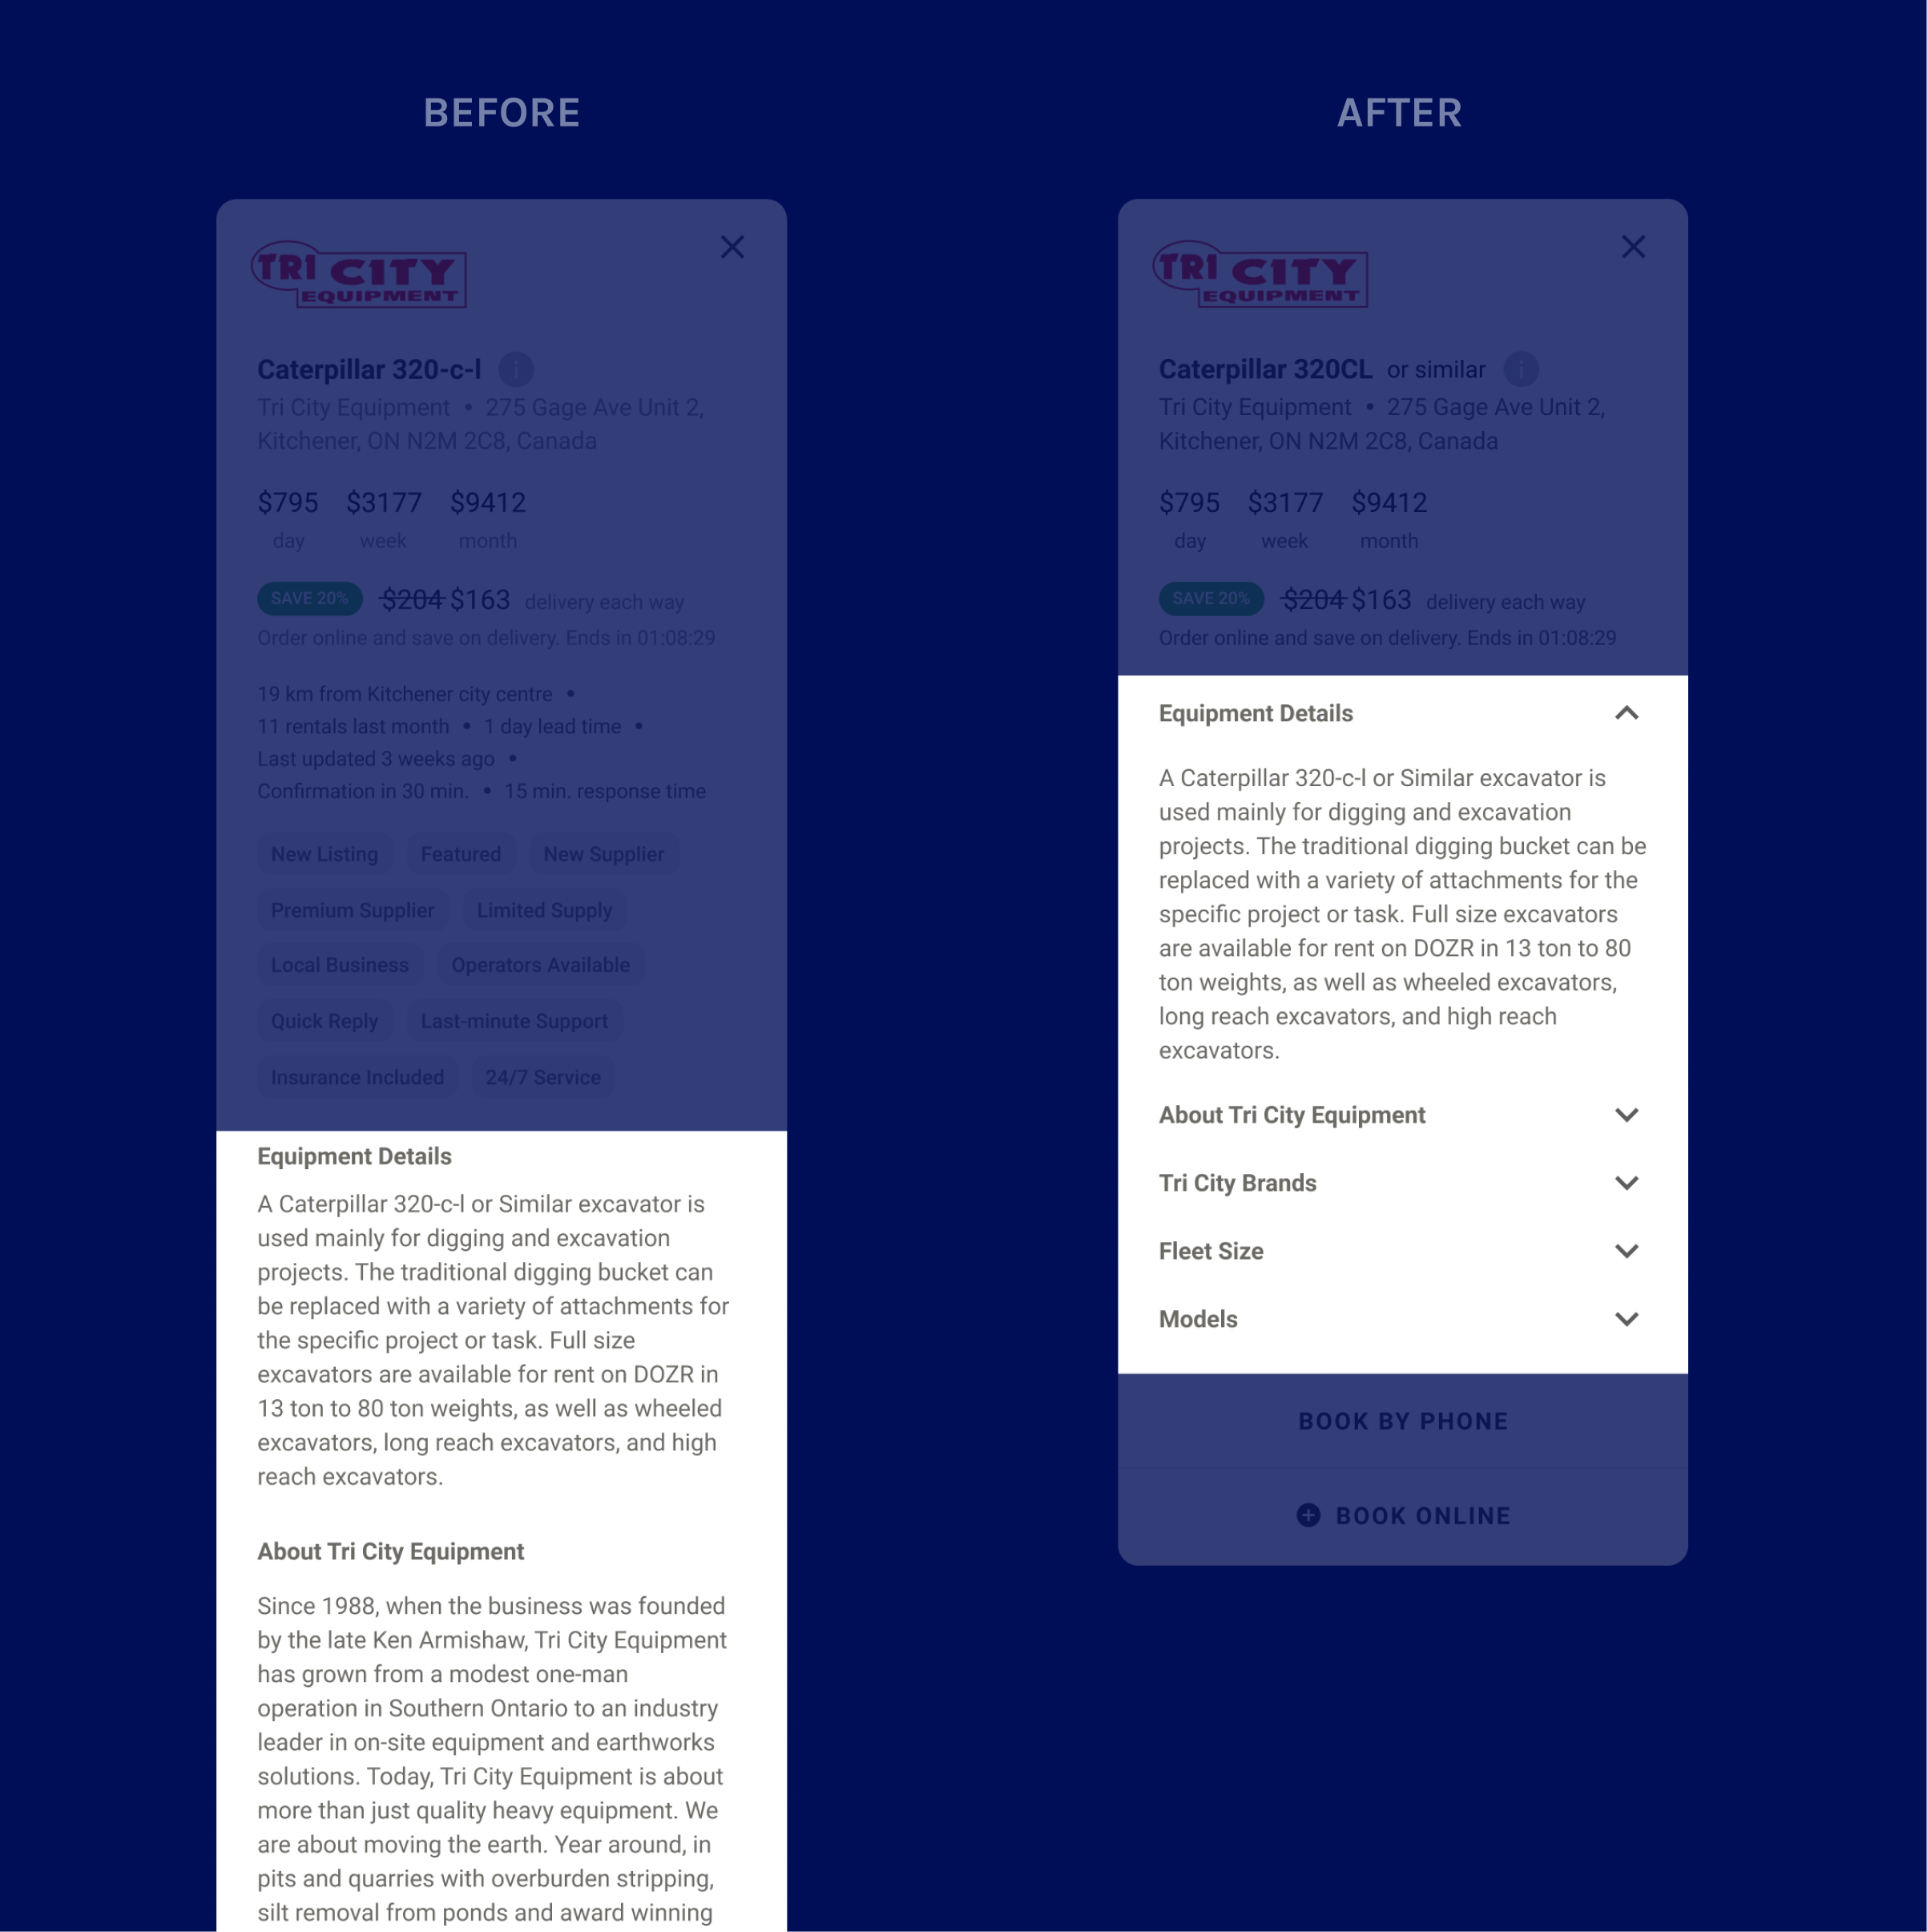 BEFORE
TRI CITY
EQUIPMENT
Caterpillar 320-c-l i
Tri City Equipment • 275 Gage Ave Unit 2,
Kitchener, ON N2M 2C8, Canada
$795 $3177 $9412
day week month
SAVE 20% $204 $163 delivery each way
Order online and save on delivery. Ends in 01:08:29
19 km from Kitchener city centre •
11 rentals last month • 1 day lead time •
Last updated 3 weeks ago •
Confirmation in 30 min. • 15 min. response time
New Listing Featured New Supplier
Premium Supplier Limited Supply
Local Business Operators Available
Quick Reply Last-minute Support
Insurance Included 24/7 Service
Equipment Details
A Caterpillar 320-c-l or Similar excavator is
used mainly for digging and excavation
projects. The traditional digging bucket can
be replaced with a variety of attachments for
the specific project or task. Full size
excavators are available for rent on DOZR in
13 ton to 80 ton weights, as well as wheeled
excavators, long reach excavators, and high
reach excavators.
About Tri City Equipment
Since 1988, when the business was founded
by the late Ken Armishaw, Tri City Equipment
has grown from a modest one-man
operation in Southern Ontario to an industry
leader in on-site equipment and earthworks
solutions. Today, Tri City Equipment is about
more than just quality heavy equipment. We
are about moving the earth. Year around, in
pits and quarries with overburden stripping,
silt removal from ponds and award winning
AFTER
TRI CITY
EQUIPMENT
Caterpillar 320CL or similar i
Tri City Equipment • 275 Gage Ave Unit 2,
Kitchener, ON N2M 2C8, Canada
$795 $3177 $9412
day week month
SAVE 20% $204 $163 delivery each way
Order online and save on delivery. Ends in 01:08:29
Equipment Details
A Caterpillar 320-c-l or Similar excavator is
used mainly for digging and excavation
projects. The traditional digging bucket can be
replaced with a variety of attachments for the
specific project or task. Full size excavators
are available for rent on DOZR in 13 ton to 80
ton weights, as well as wheeled excavators,
long reach excavators, and high reach
excavators.
About Tri City Equipment
Tri City Brands
Fleet Size
Models
BOOK BY PHONE
BOOK ONLINE